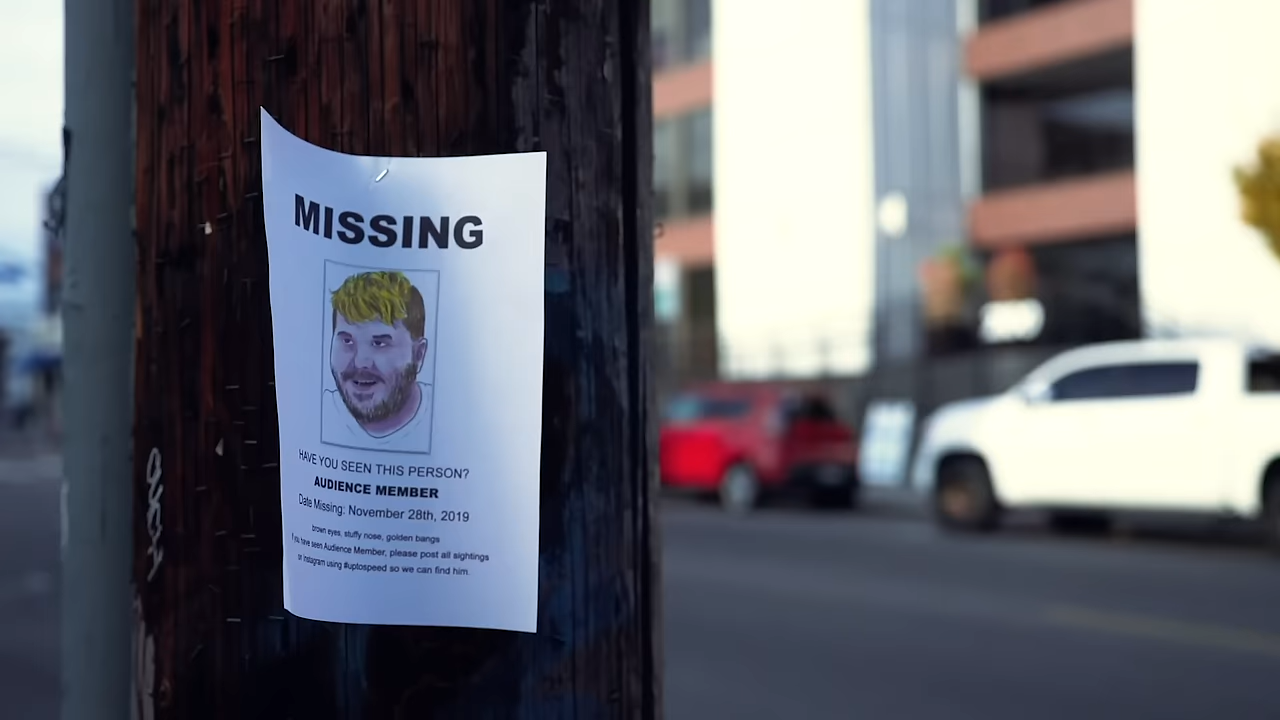 MISSING
HAVE YOU SEEN THIS PERSON?
AUDIENCE MEMBER
Date Missing: November 28th, 2019
brown eyes, stuffy nose, golden bangs
you have seen Audience Member, please post all sightings
on Instagram using #uptospeed so we can find him.